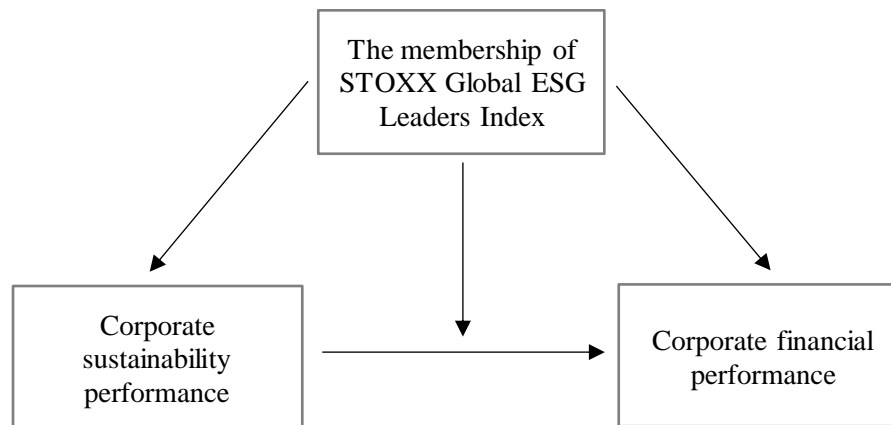 The membership of
STOXX Global ESG
Leaders Index
Corporate
sustainability
performance
Corporate financial
performance